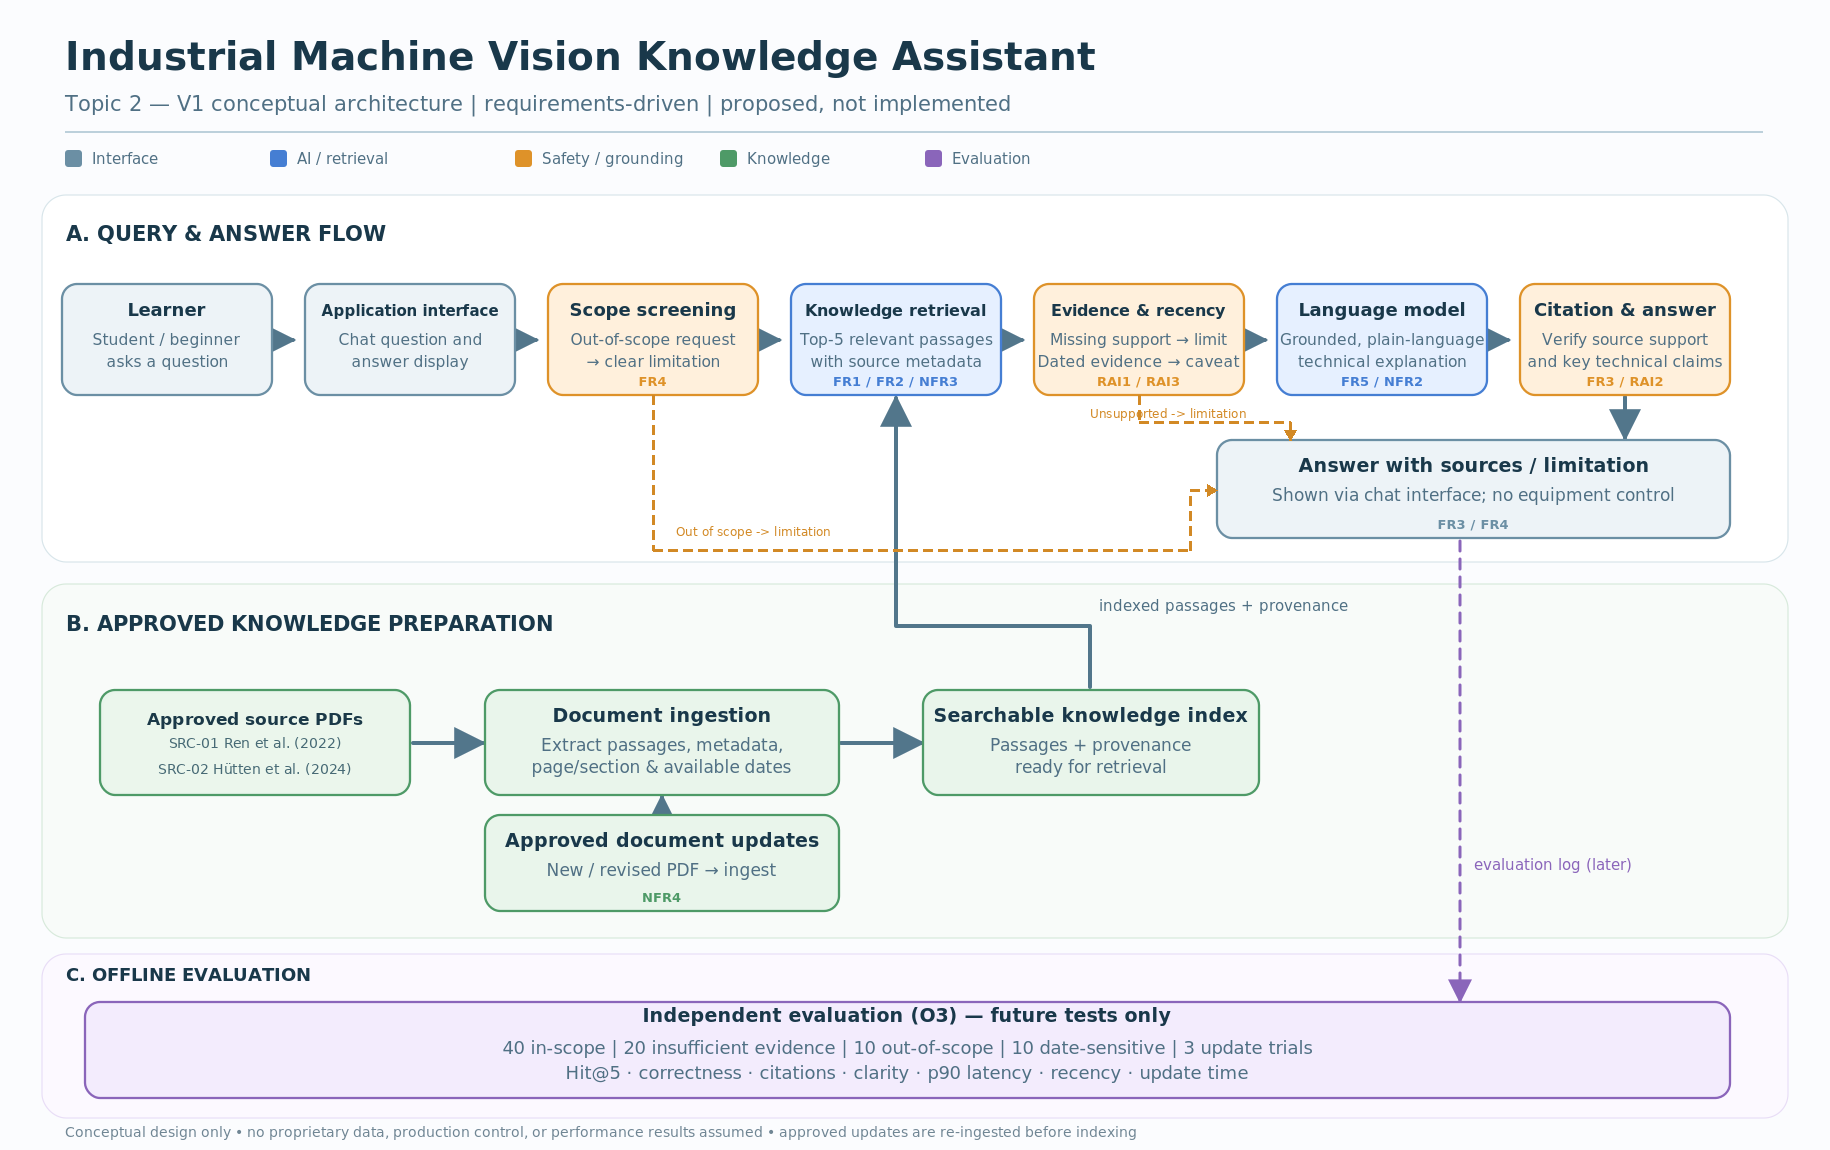 Industrial Machine Vision Knowledge Assistant
Topic 2 — V1 conceptual architecture | requirements-driven | proposed, not implemented
Interface
AI / retrieval
Safety / grounding
Knowledge
Evaluation
A. QUERY & ANSWER FLOW
Learner
Student / beginner
asks a question
Application interface
Chat question and
answer display
Scope screening
Out-of-scope request
→ clear limitation
FR4
Knowledge retrieval
Top-5 relevant passages
with source metadata
FR1 / FR2 / NFR3
Evidence & recency
Missing support → limit
Dated evidence → caveat
RAI1 / RAI3
Language model
Grounded, plain-language
technical explanation
FR5 / NFR2
Citation & answer
Verify source support
and key technical claims
FR3 / RAI2
Unsupported -> limitation
Answer with sources / limitation
Shown via chat interface; no equipment control
FR3 / FR4
Out of scope -> limitation
B. APPROVED KNOWLEDGE PREPARATION
indexed passages + provenance
Approved source PDFs
SRC-01 Ren et al. (2022)
SRC-02 Hütten et al. (2024)
Document ingestion
Extract passages, metadata,
page/section & available dates
Searchable knowledge index
Passages + provenance
ready for retrieval
Approved document updates
New / revised PDF → ingest
NFR4
evaluation log (later)
C. OFFLINE EVALUATION
Independent evaluation (O3) — future tests only
40 in-scope | 20 insufficient evidence | 10 out-of-scope | 10 date-sensitive | 3 update trials
Hit@5 · correctness · citations · clarity · p90 latency · recency · update time
Conceptual design only • no proprietary data, production control, or performance results assumed • approved updates are re-ingested before indexing